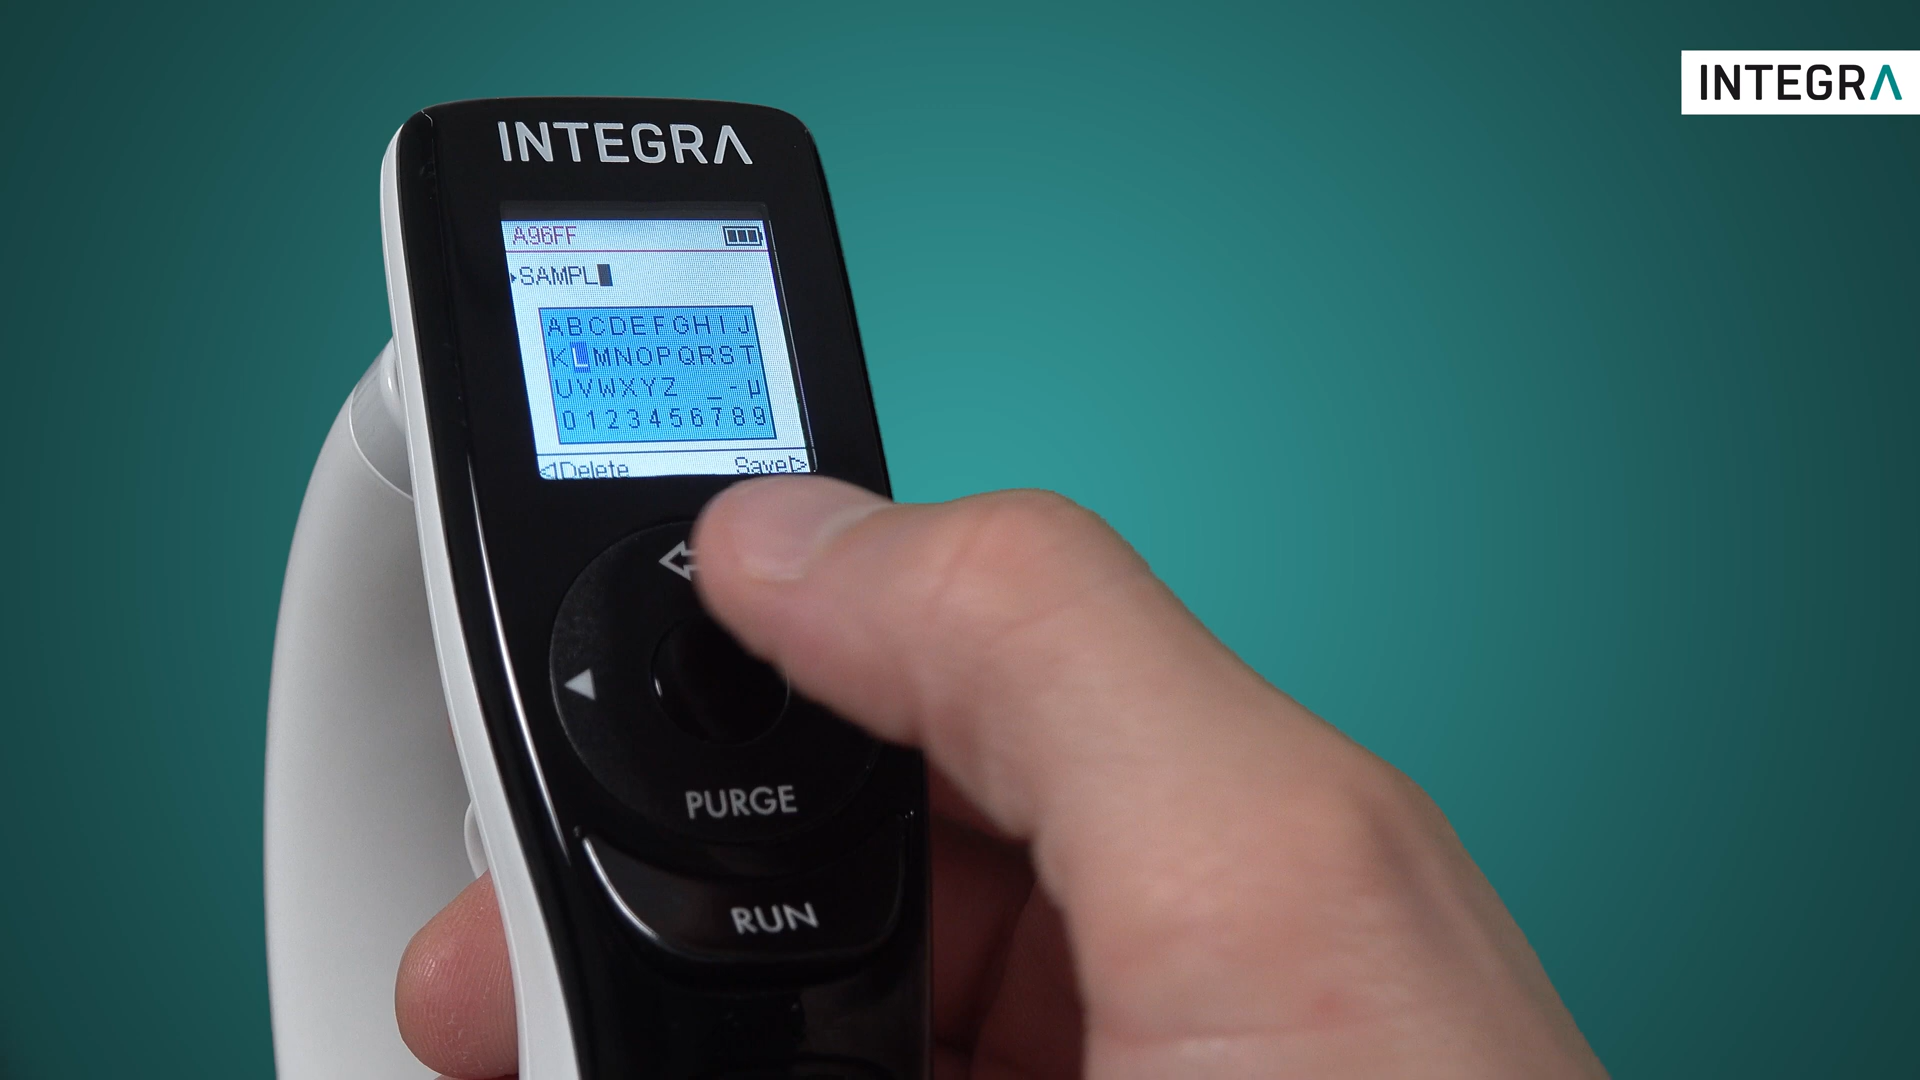 INTEGRA
INTEGRA
A96FF
SAMPL
ABCDEFGHIJ
KLMNOPQRST
UVWXYZ _-µ
0123456789
Delete Save
PURGE
RUN